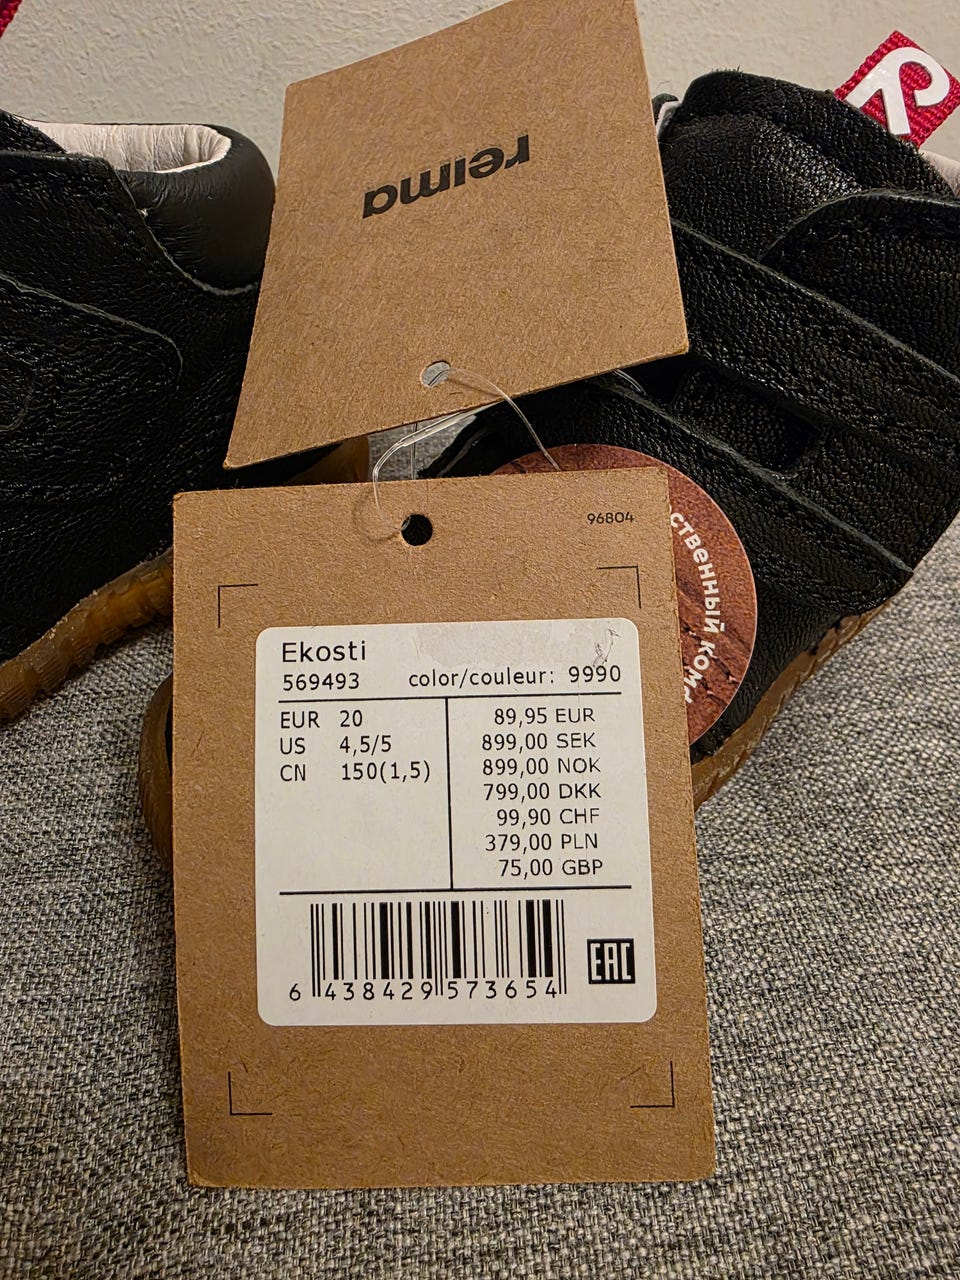 reima
96804
Ekosti
569493 color/couleur: 9990
EUR 20
US 4,5/5
CN 150(1,5)
89,95 EUR
899,00 SEK
899,00 NOK
799,00 DKK
99,90 CHF
379,00 PLN
75,00 GBP
6 438429 573654
EAC